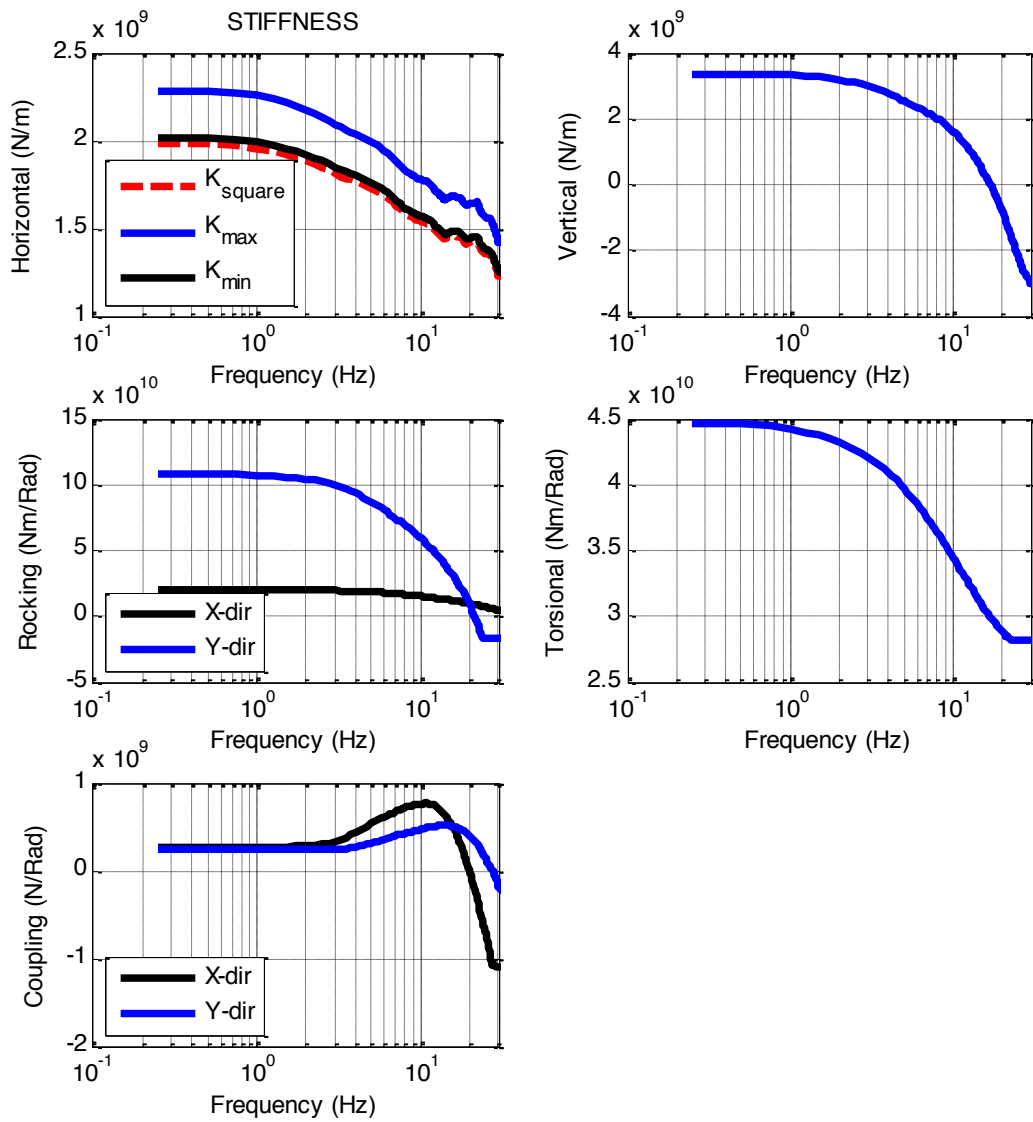 STIFFNESS
x 10^9
2.5
2
1.5
1
Horizontal (N/m)
K_square
K_max
K_min
10^-1
10^0
10^1
Frequency (Hz)
x 10^9
4
2
0
-2
-4
Vertical (N/m)
10^-1
10^0
10^1
Frequency (Hz)
x 10^10
15
10
5
0
-5
Rocking (Nm/Rad)
X-dir
Y-dir
10^-1
10^0
10^1
Frequency (Hz)
x 10^10
4.5
3.5
2.5
Torsional (Nm/Rad)
10^-1
10^0
10^1
Frequency (Hz)
x 10^9
1
0
-1
-2
Coupling (N/Rad)
X-dir
Y-dir
10^-1
10^0
10^1
Frequency (Hz)